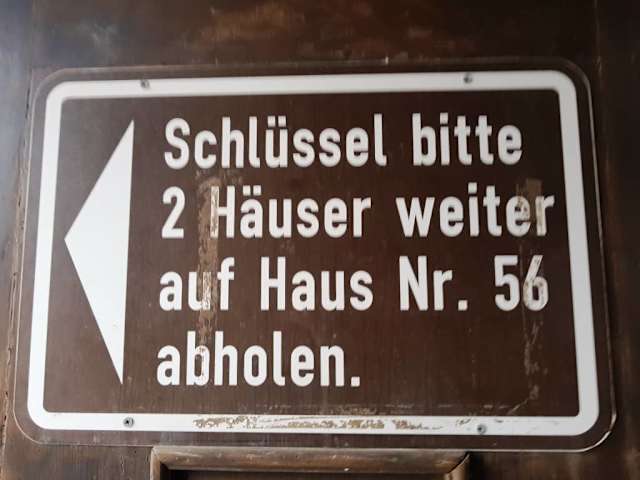 Schlüssel bitte
2 Häuser weiter
auf Haus Nr. 56
abholen.